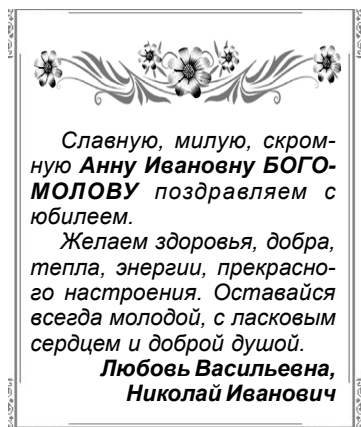 Славную, милую, скром-
ную Анну Ивановну БОГО-
МОЛОВУ поздравляем с
юбилеем.
Желаем здоровья, добра,
тепла, энергии, прекрасно-
го настроения. Оставайся
всегда молодой, с ласковым
сердцем и доброй душой.
Любовь Васильевна,
Николай Иванович